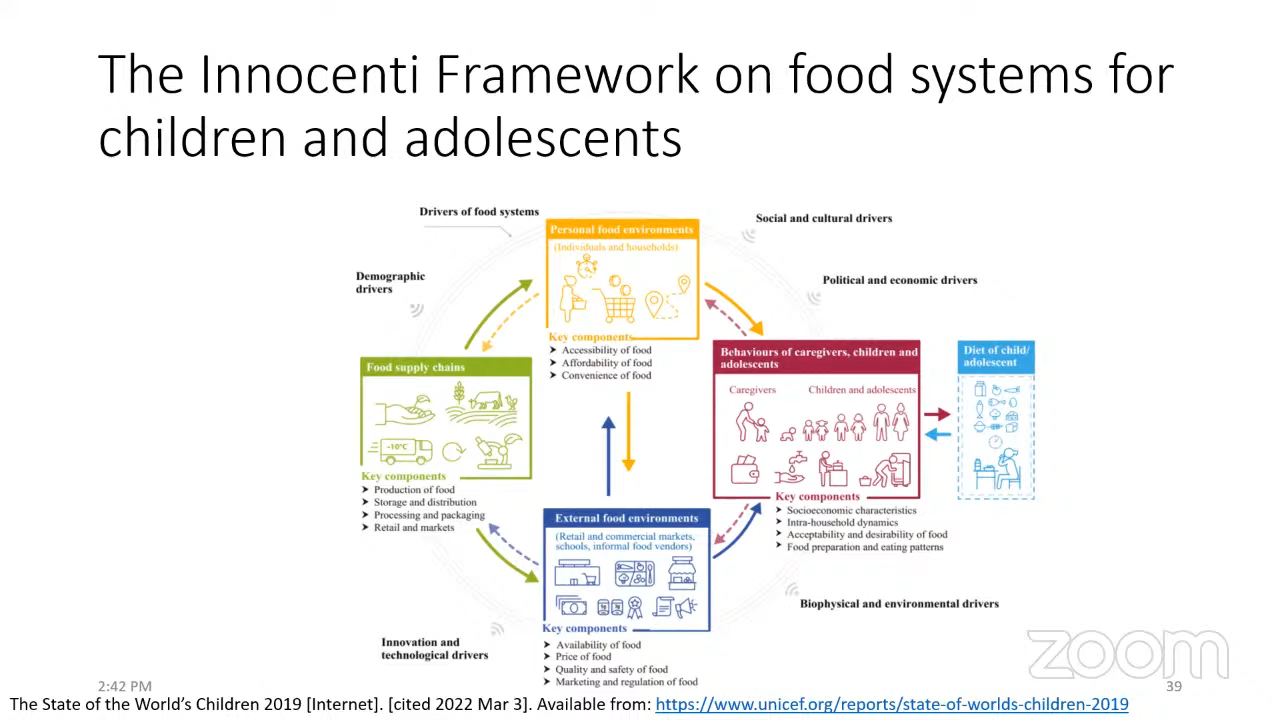 The Innocenti Framework on food systems for
children and adolescents
Drivers of food systems
Social and cultural drivers
Demographic
drivers
Political and economic drivers
Personal food environments
(Individuals and households)
Key components
➤ Accessibility of food
➤ Affordability of food
➤ Convenience of food
Food supply chains
-10°C
Key components
➤ Production of food
➤ Storage and distribution
➤ Processing and packaging
➤ Retail and markets
Behaviours of caregivers, children and
adolescents
Caregivers
Children and adolescents
Key components
➤ Socioeconomic characteristics
➤ Intra-household dynamics
➤ Acceptability and desirability of food
➤ Food preparation and eating patterns
Diet of child/
adolescent
External food environments
(Retail and commercial markets,
schools, informal food vendors)
Key components
➤ Availability of food
➤ Price of food
➤ Quality and safety of food
➤ Marketing and regulation of food
Biophysical and environmental drivers
Innovation and
technological drivers
zoom
2:42 PM
39
The State of the World's Children 2019 [Internet]. [cited 2022 Mar 3]. Available from: https://www.unicef.org/reports/state-of-worlds-children-2019